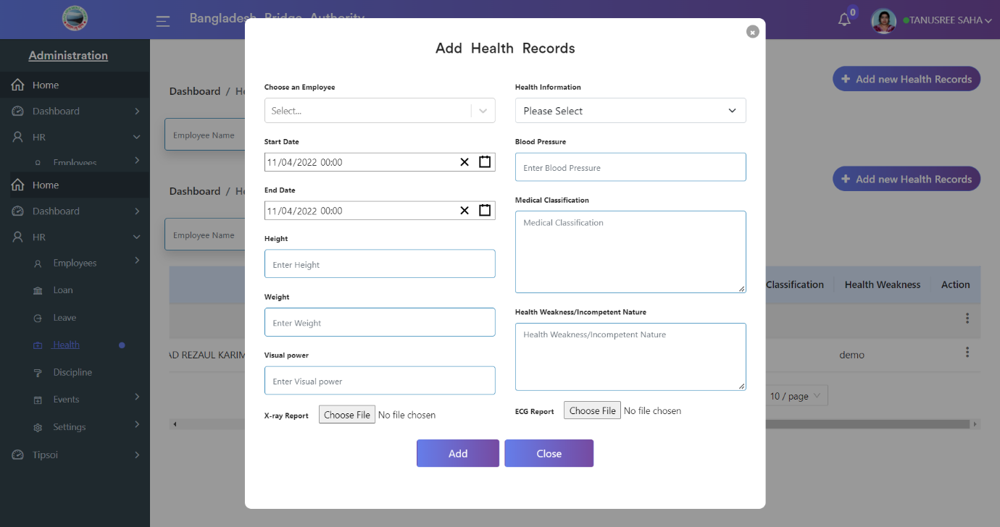 Bangladesh Bridge Authority
0
TANUSREE SAHA
Administration
Home
Dashboard
HR
Employees
Home
Dashboard
HR
Employees
Loan
Leave
Health
Discipline
Events
Settings
Tipsoi
Dashboard /
+ Add new Health Records
Employee Name
Dashboard /
+ Add new Health Records
Employee Name
Classification Health Weakness Action
AD REZAUL KARIM
demo
10 / page
Add Health Records
Choose an Employee
Select...
Start Date
11/04/2022 00:00
End Date
11/04/2022 00:00
Height
Enter Height
Weight
Enter Weight
Visual power
Enter Visual power
X-ray Report Choose File No file chosen
Health Information
Please Select
Blood Pressure
Enter Blood Pressure
Medical Classification
Medical Classification
Health Weakness/Incompetent Nature
Health Weakness/Incompetent Nature
ECG Report Choose File No file chosen
Add Close